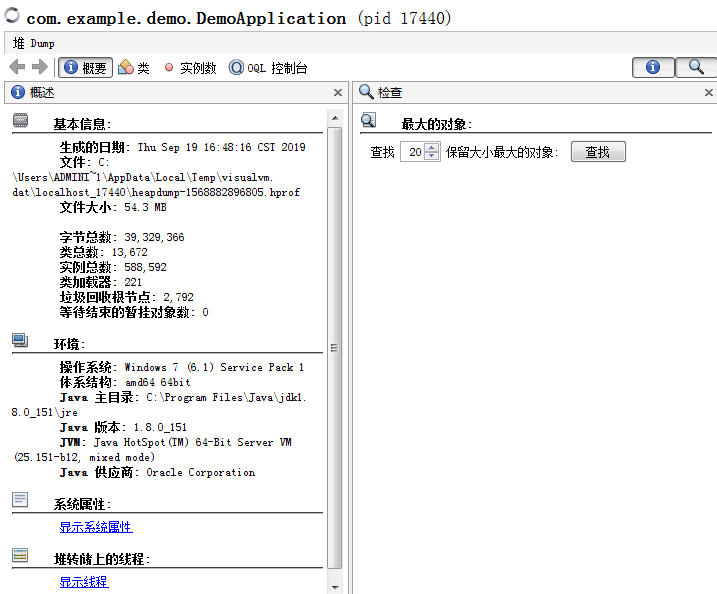 com.example.demo.DemoApplication (pid 17440)
堆 Dump
概要 类 实例数 OQL 控制台
概述
基本信息:
生成的日期: Thu Sep 19 16:48:16 CST 2019
文件: C:
\Users\ADMINI~1\AppData\Local\Temp\visualvm.
dat\localhost_17440\heapdump-1568882896805.hprof
文件大小: 54.3 MB
字节总数: 39,329,366
类总数: 13,672
实例总数: 588,592
类加载器: 221
垃圾回收根节点: 2,792
等待结束的暂挂对象数: 0
环境:
操作系统: Windows 7 (6.1) Service Pack 1
体系结构: amd64 64bit
Java 主目录: C:\Program Files\Java\jdk1.
8.0_151\jre
Java 版本: 1.8.0_151
JVM: Java HotSpot(TM) 64-Bit Server VM
(25.151-b12, mixed mode)
Java 供应商: Oracle Corporation
系统属性:
显示系统属性
堆转储上的线程:
显示线程
检查
最大的对象:
查找 20 保留大小最大的对象: 查找